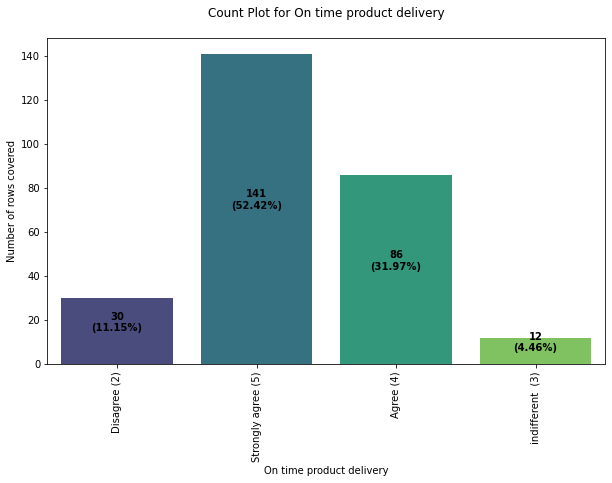 Count Plot for On time product delivery
Number of rows covered
140
120
100
80
60
40
20
0
30
(11.15%)
141
(52.42%)
86
(31.97%)
12
(4.46%)
Disagree (2)
Strongly agree (5)
Agree (4)
indifferent  (3)
On time product delivery